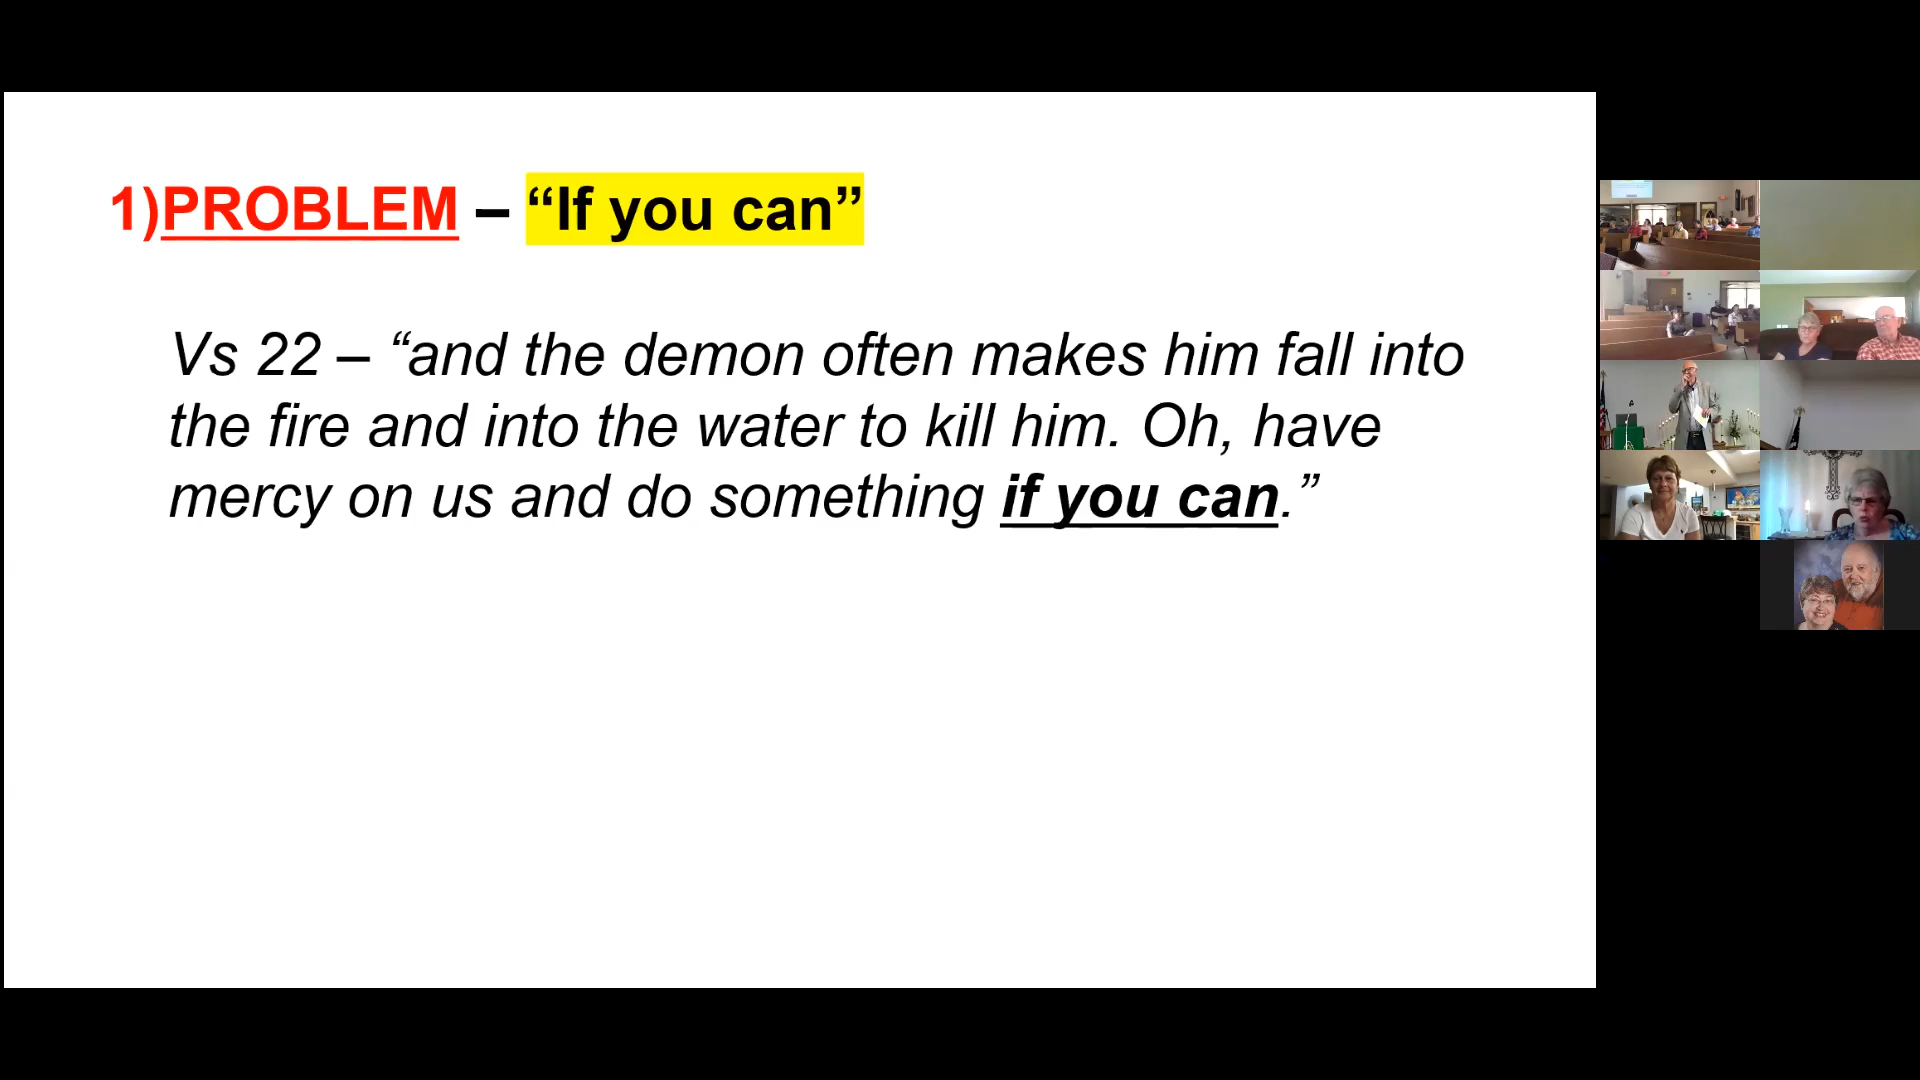 1)PROBLEM – “If you can”
Vs 22 – “and the demon often makes him fall into
the fire and into the water to kill him. Oh, have
mercy on us and do something if you can.”